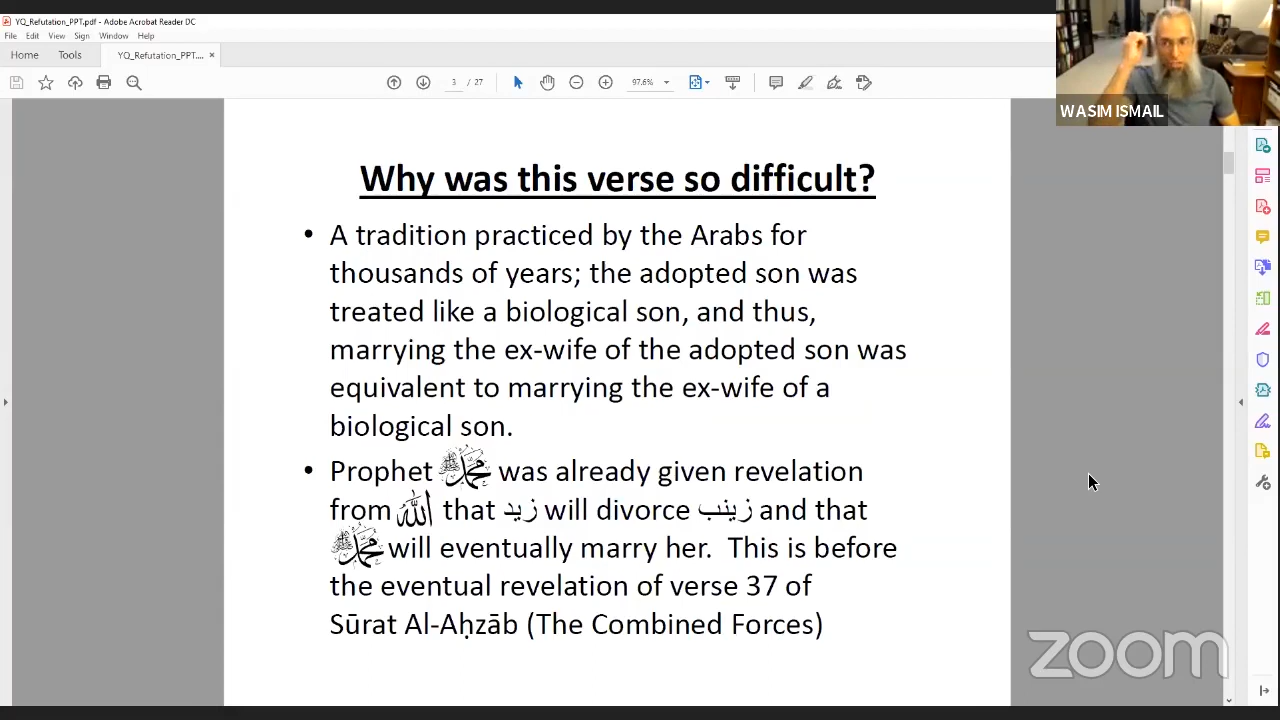 YQ_Refutation_PPT.pdf - Adobe Acrobat Reader DC
File Edit View Sign Window Help
Home Tools YQ_Refutation_PPT.... ×
3 / 27 97.6%
WASIM ISMAIL
Why was this verse so difficult?
• A tradition practiced by the Arabs for
thousands of years; the adopted son was
treated like a biological son, and thus,
marrying the ex-wife of the adopted son was
equivalent to marrying the ex-wife of a
biological son.
• Prophet محمد was already given revelation
from الله that زيد will divorce زينب and that
محمد will eventually marry her. This is before
the eventual revelation of verse 37 of
Sūrat Al-Aḥzāb (The Combined Forces)
zoom